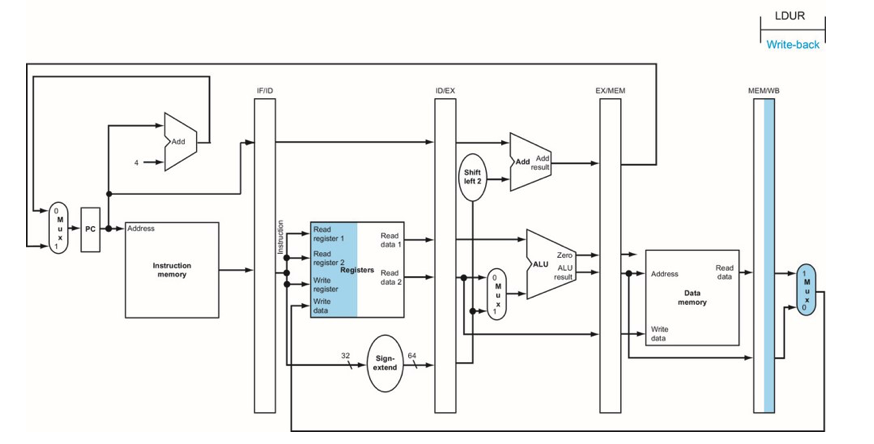 LDUR
Write-back
IF/ID
ID/EX
EX/MEM
MEM/WB
Add
4
Shift
left 2
Add
Add
result
0
M
u
x
1
PC
Address
Instruction
memory
Instruction
Read
register 1
Read
register 2
Write
register
Write
data
Registers
Read
data 1
Read
data 2
0
M
u
x
1
ALU
Zero
ALU
result
Address
Read
data
Data
memory
Write
data
1
M
u
x
0
32
Sign-
extend
64